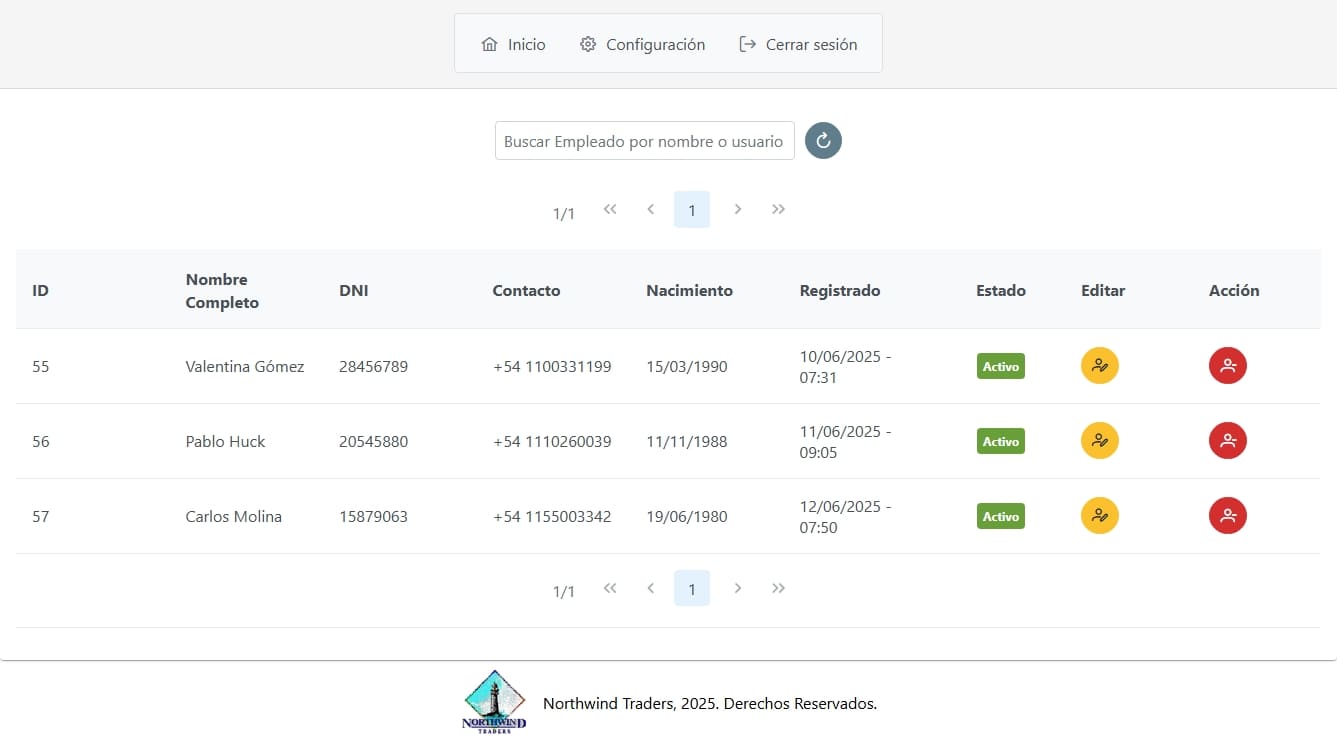 Inicio Configuración Cerrar sesión
Buscar Empleado por nombre o usuario
1/1 1
ID Nombre Completo DNI Contacto Nacimiento Registrado Estado Editar Acción
55 Valentina Gómez 28456789 +54 1100331199 15/03/1990 10/06/2025 - 07:31 Activo
56 Pablo Huck 20545880 +54 1110260039 11/11/1988 11/06/2025 - 09:05 Activo
57 Carlos Molina 15879063 +54 1155003342 19/06/1980 12/06/2025 - 07:50 Activo
1/1 1
NORTHWIND
TRADERS
Northwind Traders, 2025. Derechos Reservados.